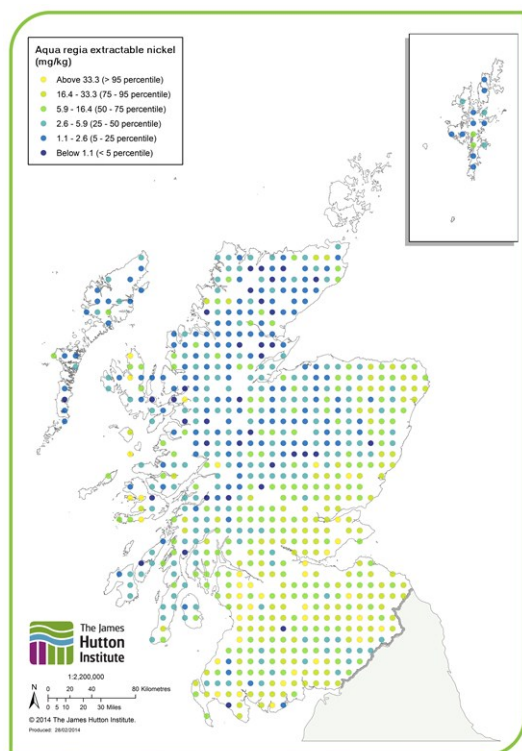 Aqua regia extractable nickel
(mg/kg)
Above 33.3 (> 95 percentile)
16.4 - 33.3 (75 - 95 percentile)
5.9 - 16.4 (50 - 75 percentile)
2.6 - 5.9 (25 - 50 percentile)
1.1 - 2.6 (5 - 25 percentile)
Below 1.1 (< 5 percentile)
The James
Hutton
Institute
1:2,200,000
N
0 20 40 80 Kilometres
0 5 10 20 30 Miles
© 2014 The James Hutton Institute.
Produced: 28/02/2014